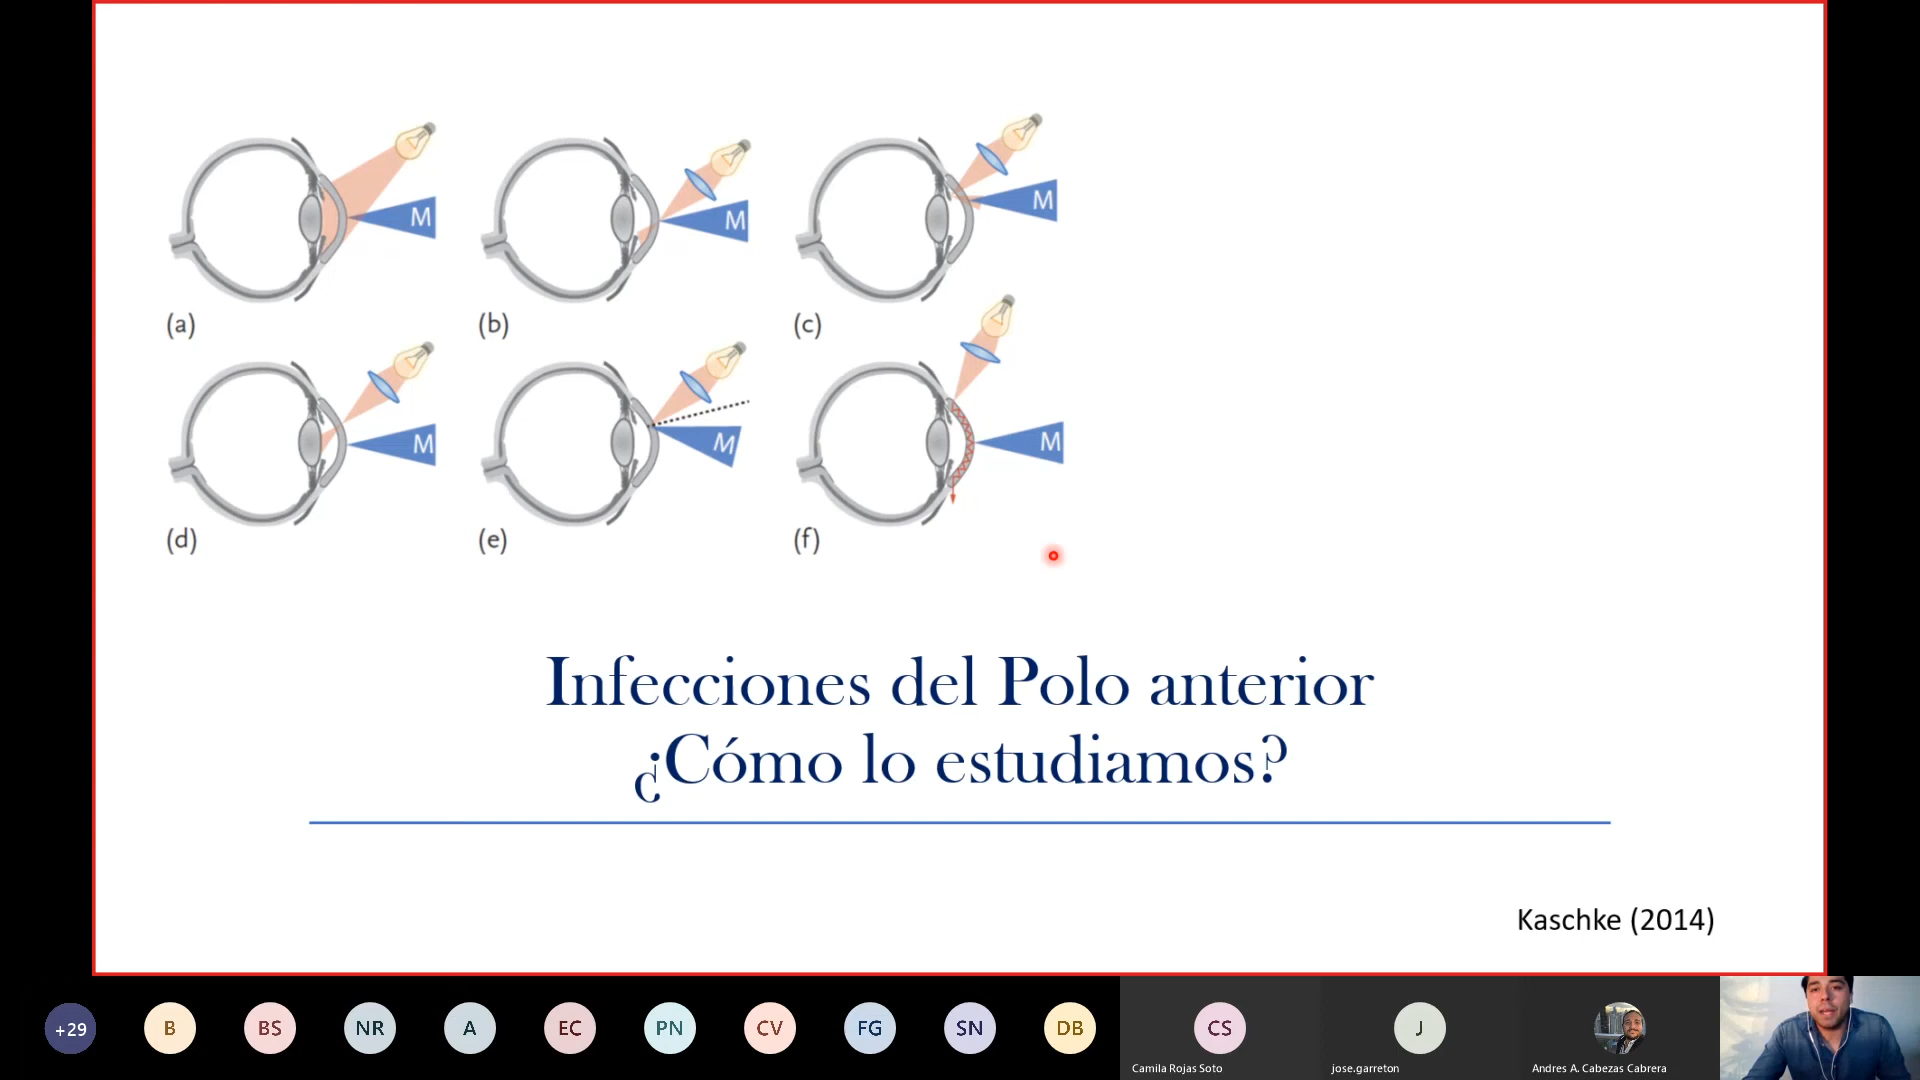 M
M
M
(a)
(b)
(c)
M
M
M
(d)
(e)
(f)
Infecciones del Polo anterior
¿Cómo lo estudiamos?
Kaschke (2014)
+29
B
BS
NR
A
EC
PN
CV
FG
SN
DB
CS
J
Camila Rojas Soto
jose.garreton
Andres A. Cabezas Cabrera